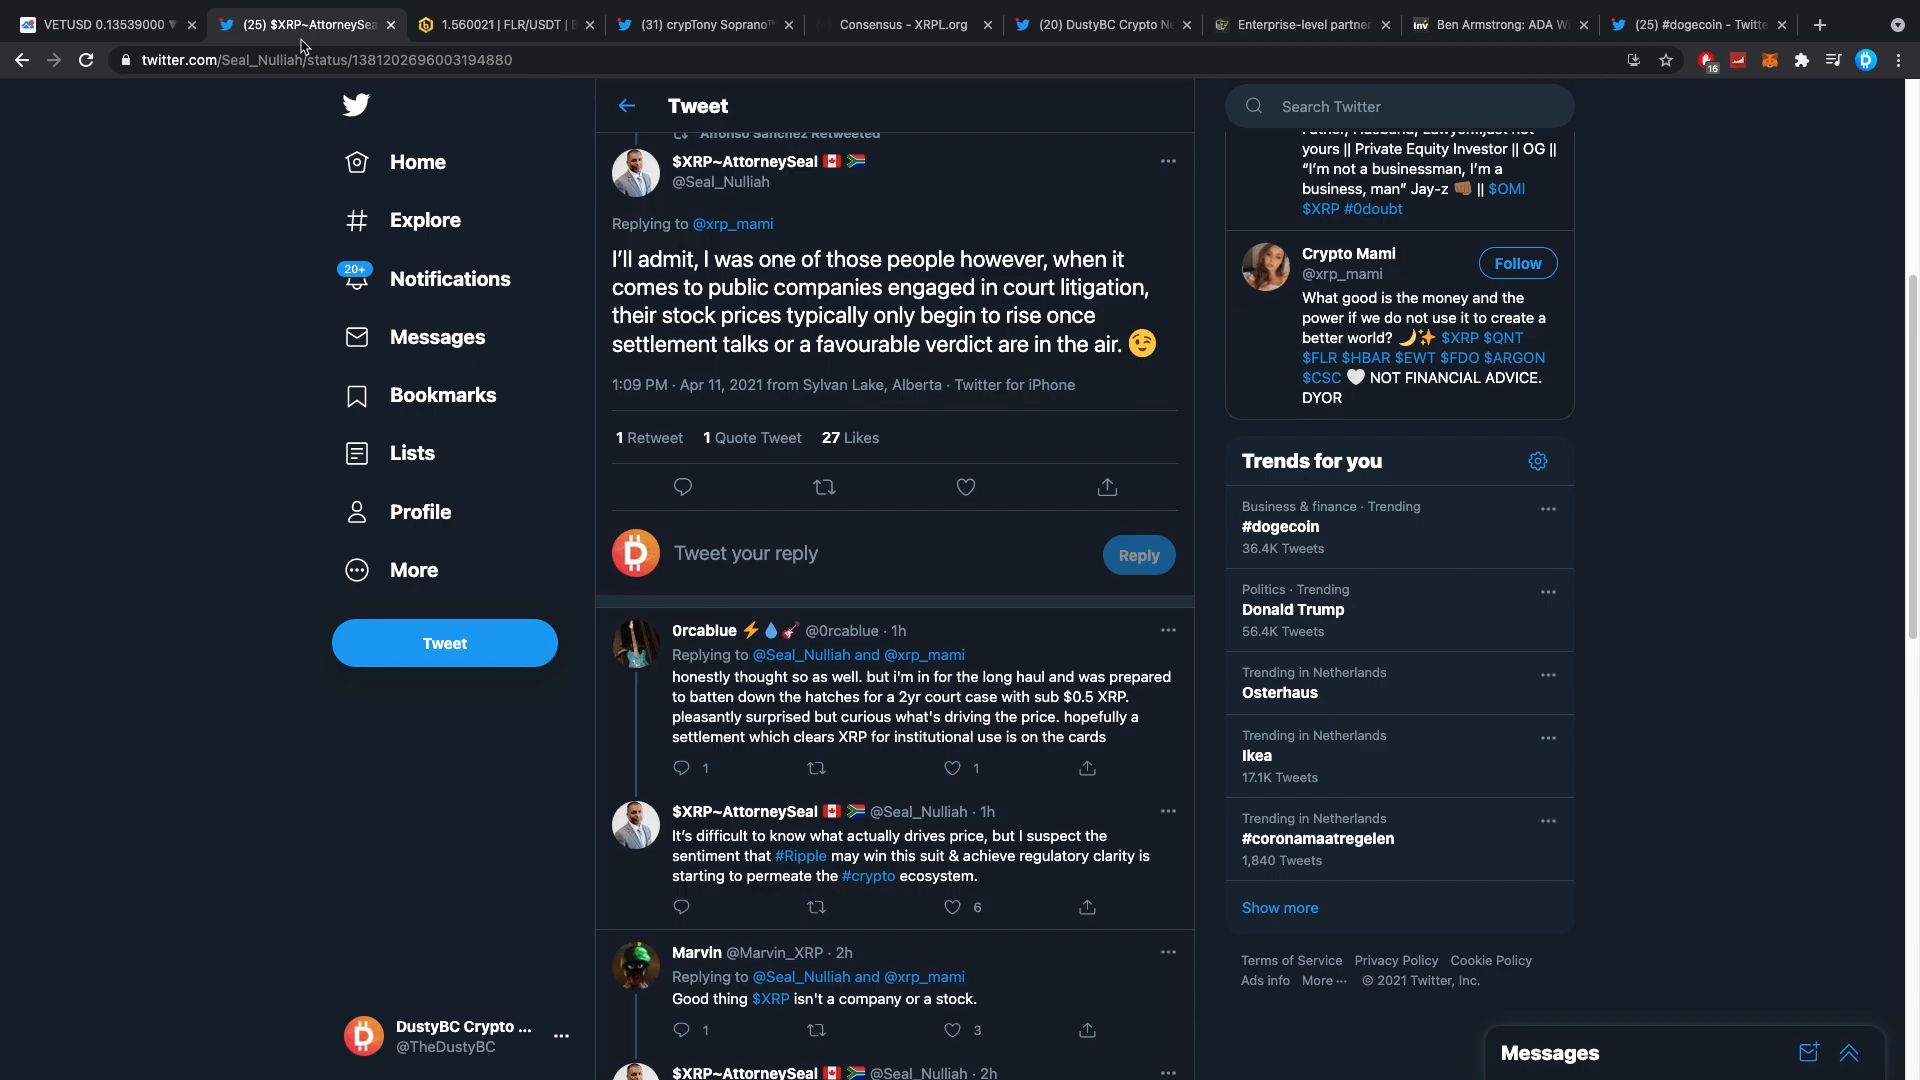 VETUSD 0.13539000
(25) $XRP~AttorneySea
1.560021 | FLR/USDT |
(31) crypTony Soprano™
Consensus - XRPL.org
(20) DustyBC Crypto Ne
Enterprise-level partner
Inv
Ben Armstrong: ADA W
(25) #dogecoin - Twitte
twitter.com/Seal_Nulliah/status/1381202696003194880
16
Home
Explore
20+
Notifications
Messages
Bookmarks
Lists
Profile
More
Tweet
DustyBC Crypto ...
@TheDustyBC
Tweet
Alfonso Sanchez Retweeted
$XRP~AttorneySeal 🇨🇦 🇿🇦
@Seal_Nulliah
Replying to @xrp_mami
I'll admit, I was one of those people however, when it
comes to public companies engaged in court litigation,
their stock prices typically only begin to rise once
settlement talks or a favourable verdict are in the air. 😉
1:09 PM · Apr 11, 2021 from Sylvan Lake, Alberta · Twitter for iPhone
1 Retweet 1 Quote Tweet 27 Likes
Tweet your reply
Reply
0rcablue ⚡💧🎸 @0rcablue · 1h
Replying to @Seal_Nulliah and @xrp_mami
honestly thought so as well. but i'm in for the long haul and was prepared
to batten down the hatches for a 2yr court case with sub $0.5 XRP.
pleasantly surprised but curious what's driving the price. hopefully a
settlement which clears XRP for institutional use is on the cards
1
1
$XRP~AttorneySeal 🇨🇦 🇿🇦 @Seal_Nulliah · 1h
It's difficult to know what actually drives price, but I suspect the
sentiment that #Ripple may win this suit & achieve regulatory clarity is
starting to permeate the #crypto ecosystem.
6
Marvin @Marvin_XRP · 2h
Replying to @Seal_Nulliah and @xrp_mami
Good thing $XRP isn't a company or a stock.
1
3
$XRP~AttorneySeal 🇨🇦 🇿🇦 @Seal_Nulliah · 2h
Search Twitter
yours || Private Equity Investor || OG ||
"I'm not a businessman, I'm a
business, man" Jay-z 👊🏾 || $OMI
$XRP #0doubt
Crypto Mami
@xrp_mami
Follow
What good is the money and the
power if we do not use it to create a
better world? 🌙✨ $XRP $QNT
$FLR $HBAR $EWT $FDO $ARGON
$CSC 🤍 NOT FINANCIAL ADVICE.
DYOR
Trends for you
Business & finance · Trending
#dogecoin
36.4K Tweets
Politics · Trending
Donald Trump
56.4K Tweets
Trending in Netherlands
Osterhaus
Trending in Netherlands
Ikea
17.1K Tweets
Trending in Netherlands
#coronamaatregelen
1,840 Tweets
Show more
Terms of Service Privacy Policy Cookie Policy
Ads info More ··· © 2021 Twitter, Inc.
Messages